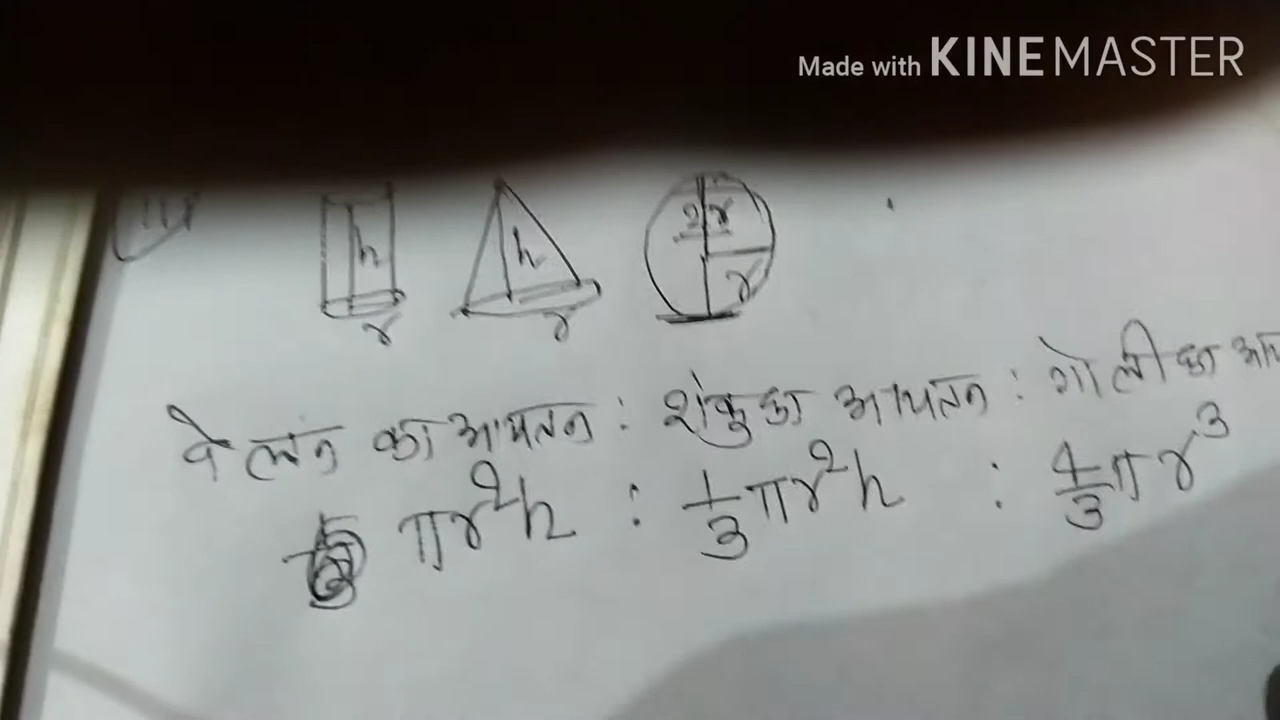 Made with KINEMASTER
h h 2r
r r r
बेलन का आयतन : शंकु का आयतन : गोली का
πr²h : 1/3 πr²h : 4/3 πr³